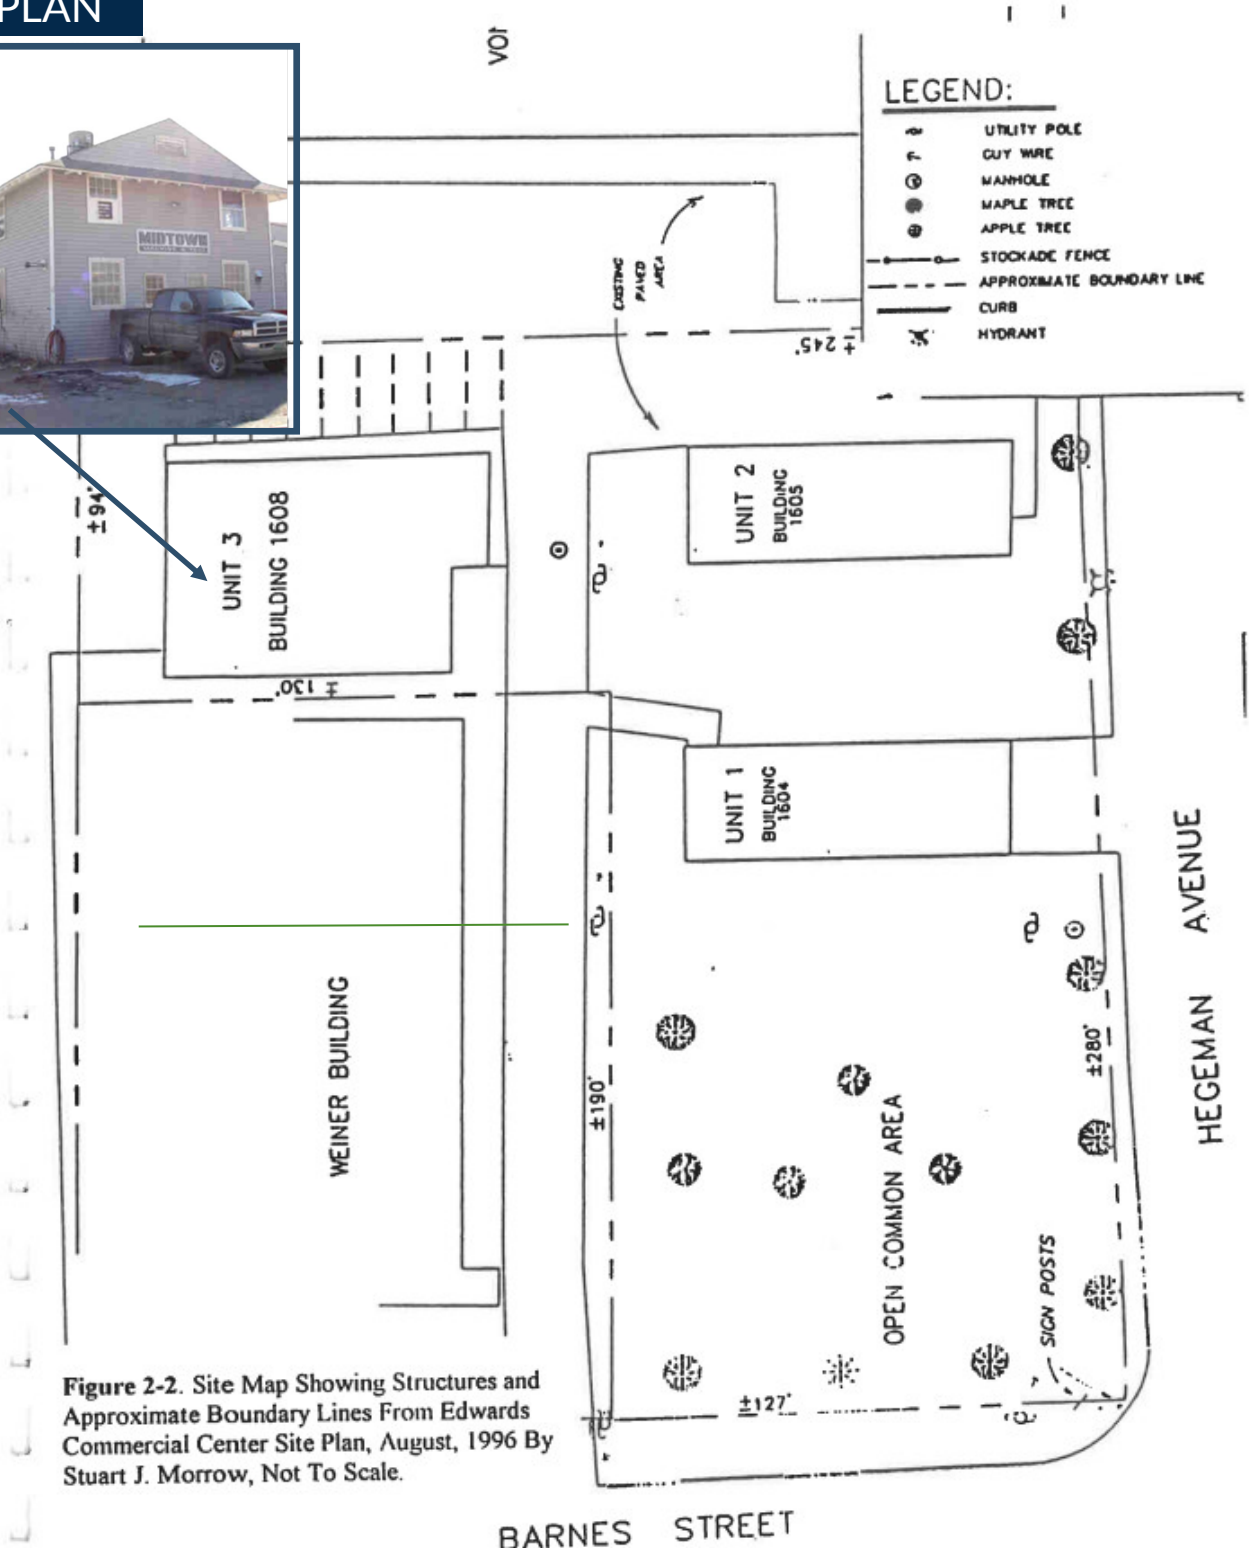 PLAN
VOI
LEGEND:
UTILITY POLE
GUY WIRE
MANHOLE
MAPLE TREE
APPLE TREE
STOCKADE FENCE
APPROXIMATE BOUNDARY LINE
CURB
HYDRANT
MIDTOWN
EXISTING
PAVED
AREA
± 245'
±94'
UNIT 3
BUILDING 1608
UNIT 2
BUILDING
1605
± 130'
UNIT 1
BUILDING
1604
HEGEMAN AVENUE
WEINER BUILDING
±190'
±280'
OPEN COMMON AREA
SIGN POSTS
±127'
Figure 2-2. Site Map Showing Structures and
Approximate Boundary Lines From Edwards
Commercial Center Site Plan, August, 1996 By
Stuart J. Morrow, Not To Scale.
BARNES STREET